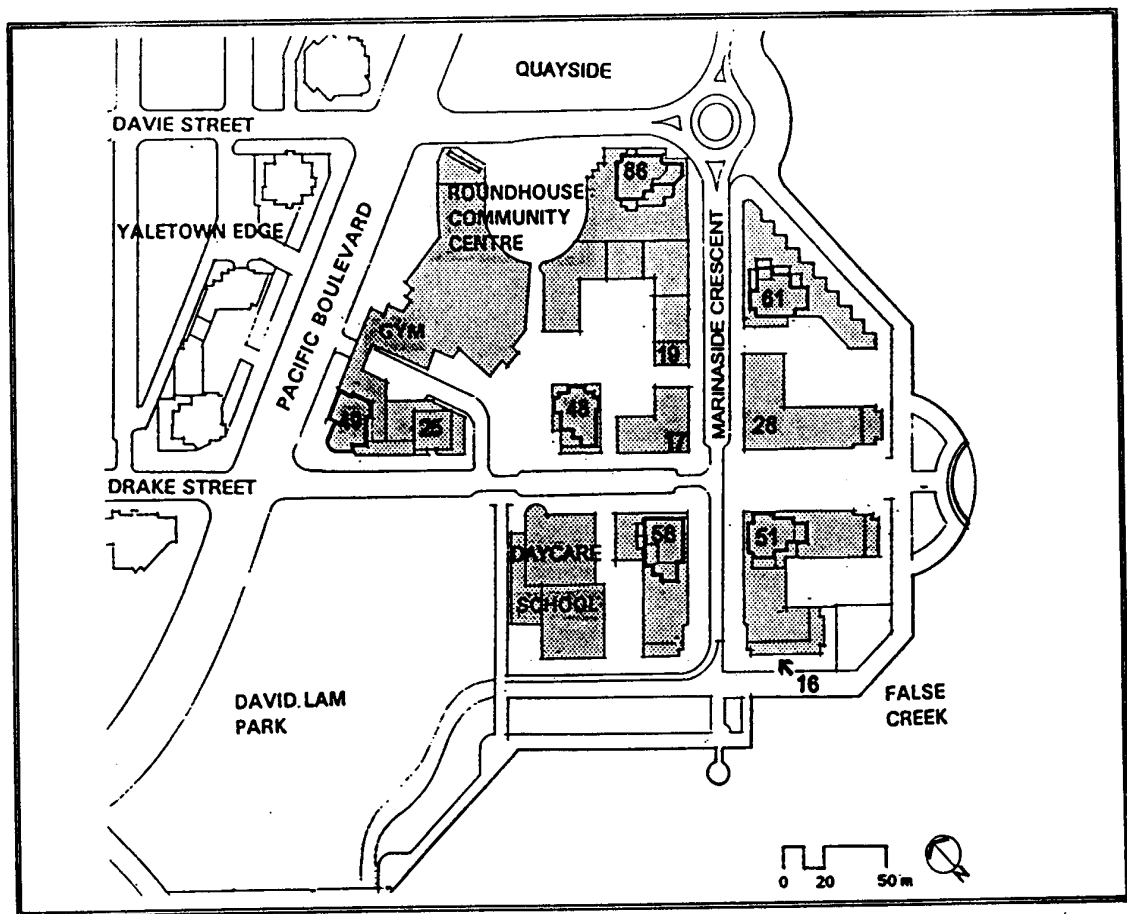 QUAYSIDE
DAVIE STREET
86
ROUNDHOUSE
COMMUNITY
CENTRE
YALETOWN EDGE
PACIFIC BOULEVARD
MARINASIDE CRESCENT
61
GYM
19
48
25
17
28
DRAKE STREET
DAYCARE
58
51
SCHOOL
16
DAVID. LAM
PARK
FALSE
CREEK
N
0 20 50 m